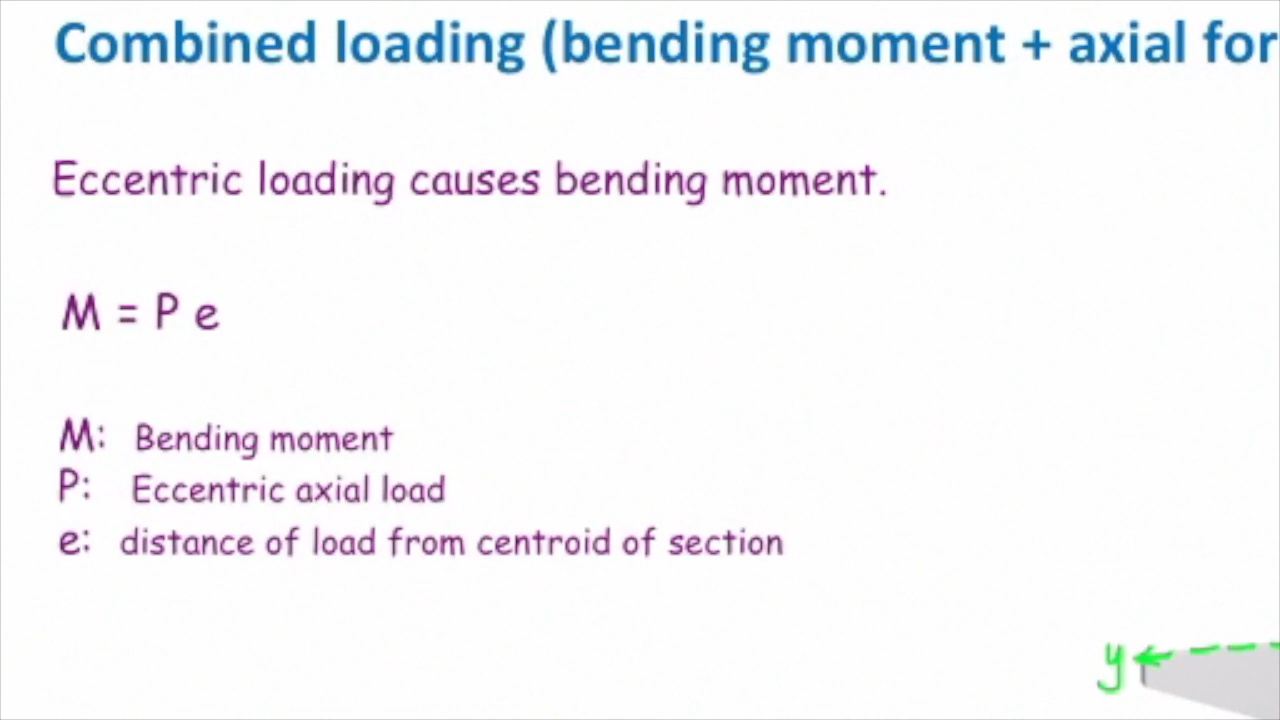 Combined loading (bending moment + axial for
Eccentric loading causes bending moment.
M = P e
M: Bending moment
P: Eccentric axial load
e: distance of load from centroid of section
y